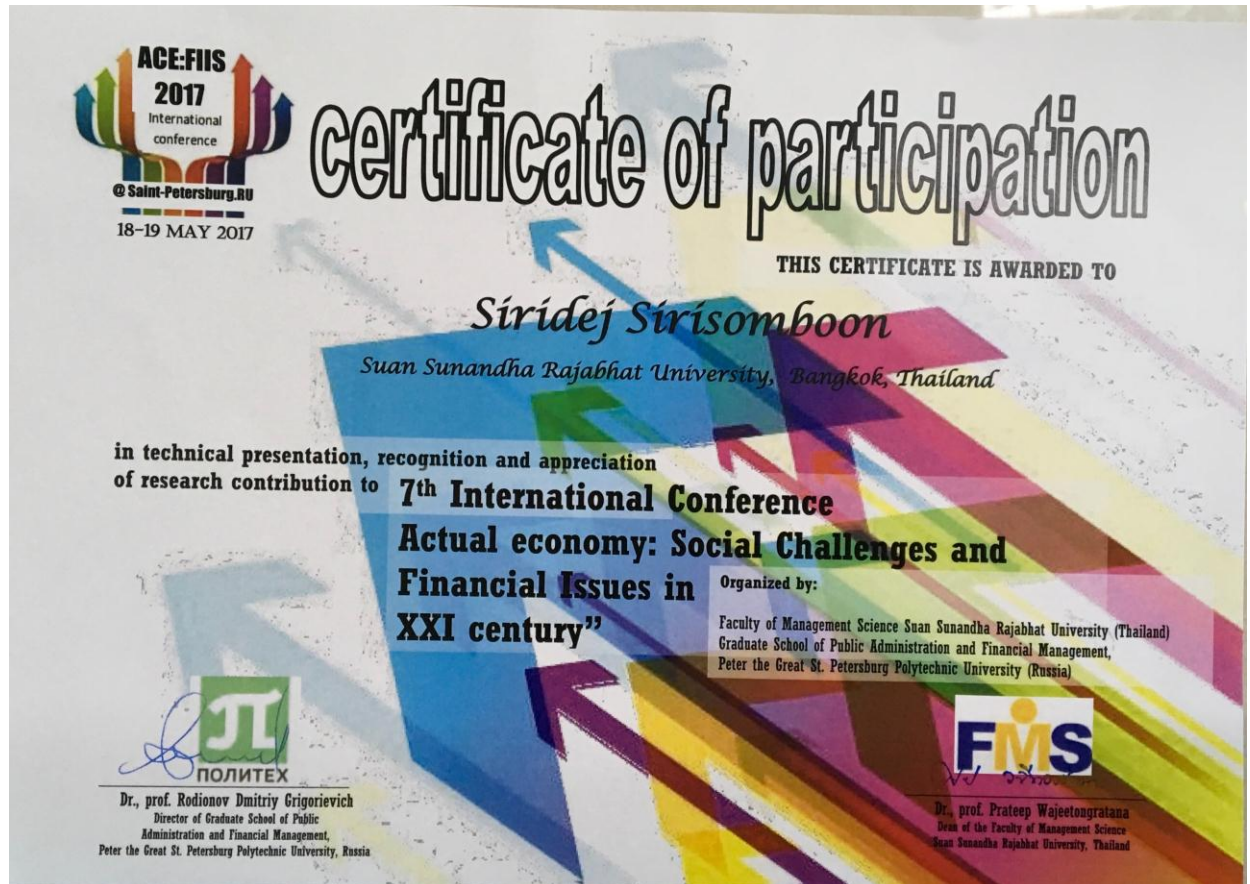 ACE:FIIS
2017
International
conference
@ Saint-Petersburg.RU
18-19 MAY 2017
certificate of participation
THIS CERTIFICATE IS AWARDED TO
Siridej Sirisomboon
Suan Sunandha Rajabhat University, Bangkok, Thailand
in technical presentation, recognition and appreciation
of research contribution to 7th International Conference
Actual economy: Social Challenges and
Financial Issues in
XXI century”
Organized by:
Faculty of Management Science Suan Sunandha Rajabhat University (Thailand)
Graduate School of Public Administration and Financial Management,
Peter the Great St. Petersburg Polytechnic University (Russia)
ПОЛИТЕХ
Dr., prof. Rodionov Dmitriy Grigorievich
Director of Graduate School of Public
Administration and Financial Management,
Peter the Great St. Petersburg Polytechnic University, Russia
FMS
Dr., prof. Prateep Wajeetongratana
Dean of the Faculty of Management Science
Suan Sunandha Rajabhat University, Thailand